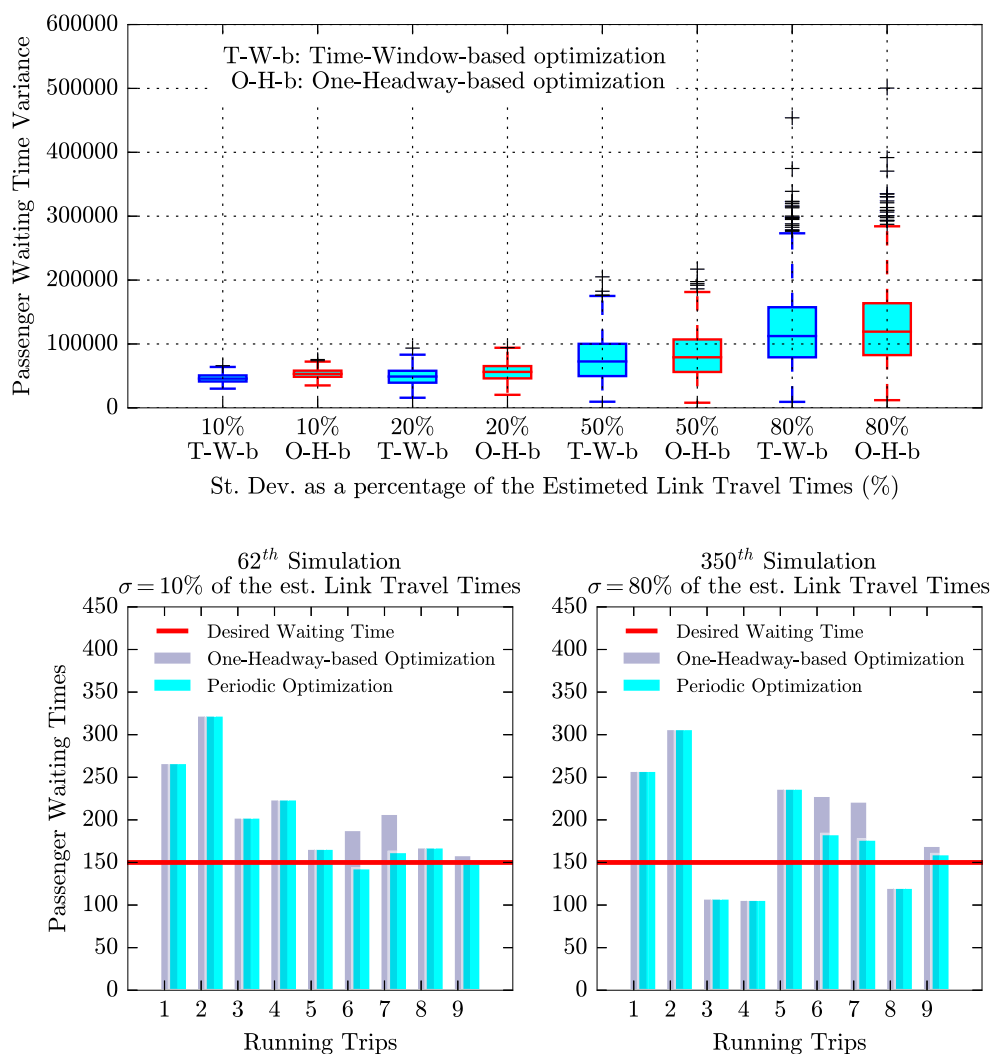 600000
500000
400000
300000
200000
100000
0
Passenger Waiting Time Variance
T-W-b: Time-Window-based optimization
O-H-b: One-Headway-based optimization
10% 10% 20% 20% 50% 50% 80% 80%
T-W-b O-H-b T-W-b O-H-b T-W-b O-H-b T-W-b O-H-b
St. Dev. as a percentage of the Estimeted Link Travel Times (%)
62th Simulation
σ = 10% of the est. Link Travel Times
450
400
350
300
250
200
150
100
50
0
Passenger Waiting Times
Desired Waiting Time
One-Headway-based Optimization
Periodic Optimization
1 2 3 4 5 6 7 8 9
Running Trips
350th Simulation
σ = 80% of the est. Link Travel Times
450
400
350
300
250
200
150
100
50
0
Desired Waiting Time
One-Headway-based Optimization
Periodic Optimization
1 2 3 4 5 6 7 8 9
Running Trips